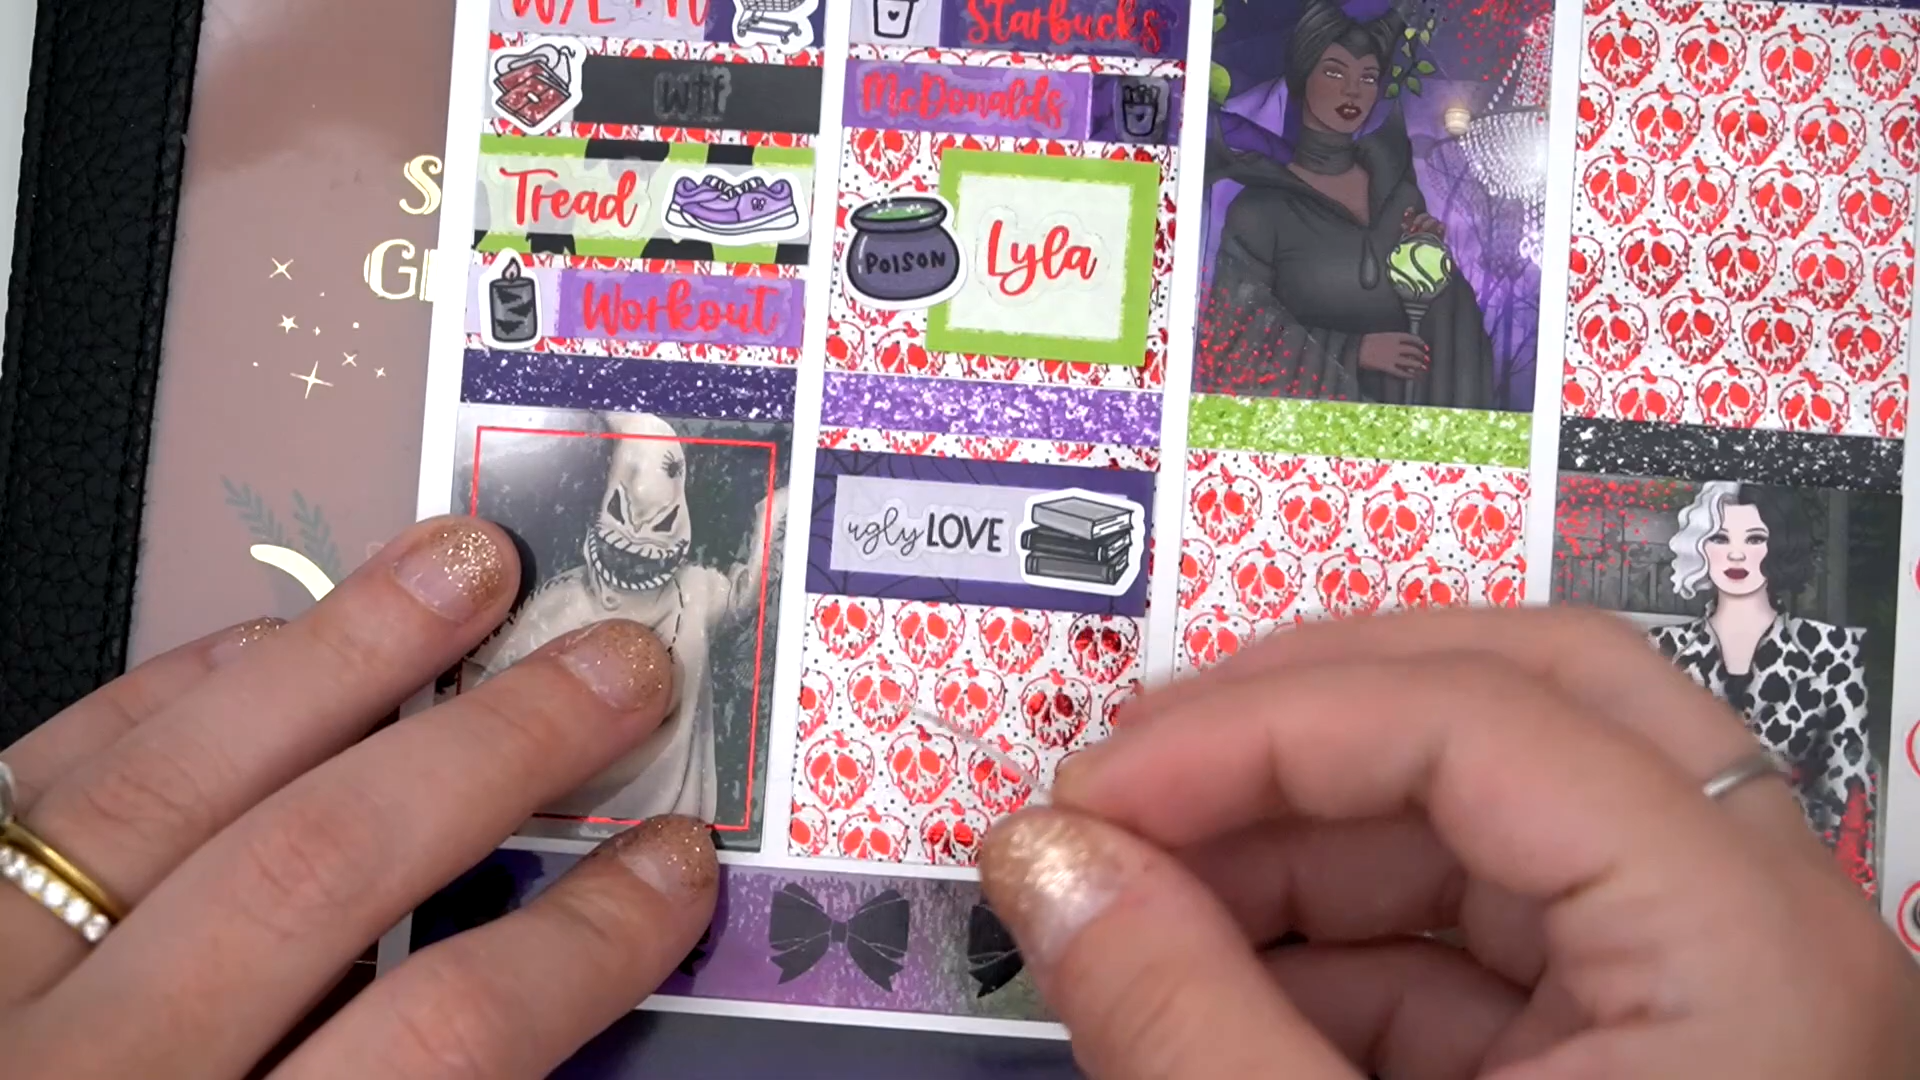 Starbucks
wtf
McDonalds
Tread
POISON
Lyla
Workout
ugly LOVE